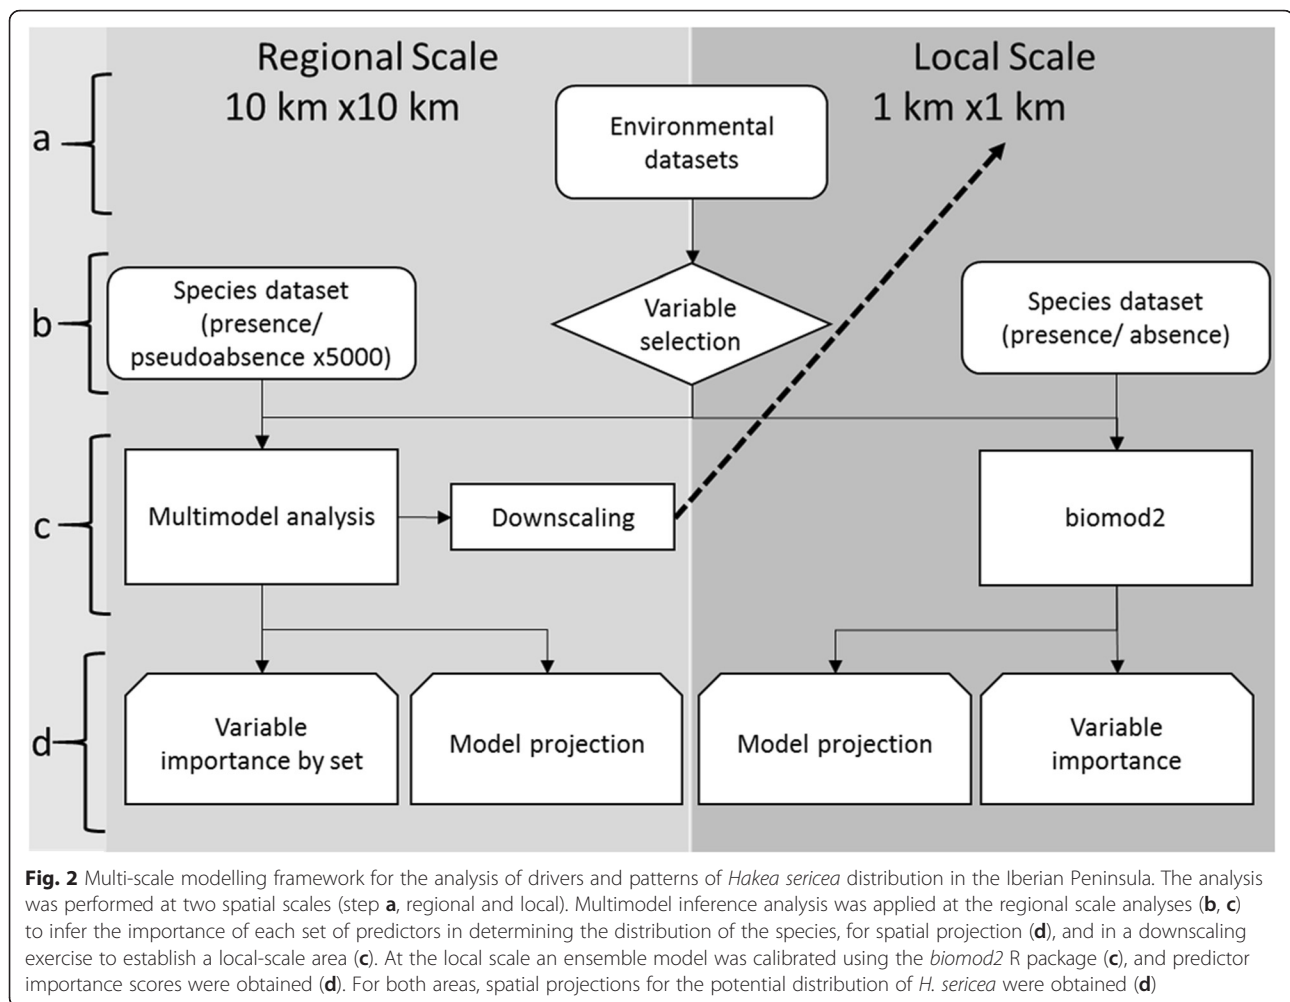 Regional Scale
10 km x10 km
Local Scale
1 km x1 km
a
Environmental
datasets
b
Species dataset
(presence/
pseudoabsence x5000)
Variable
selection
Species dataset
(presence/ absence)
c
Multimodel analysis
Downscaling
biomod2
d
Variable
importance by set
Model projection
Model projection
Variable
importance
Fig. 2 Multi-scale modelling framework for the analysis of drivers and patterns of Hakea sericea distribution in the Iberian Peninsula. The analysis
was performed at two spatial scales (step a, regional and local). Multimodel inference analysis was applied at the regional scale analyses (b, c)
to infer the importance of each set of predictors in determining the distribution of the species, for spatial projection (d), and in a downscaling
exercise to establish a local-scale area (c). At the local scale an ensemble model was calibrated using the biomod2 R package (c), and predictor
importance scores were obtained (d). For both areas, spatial projections for the potential distribution of H. sericea were obtained (d)